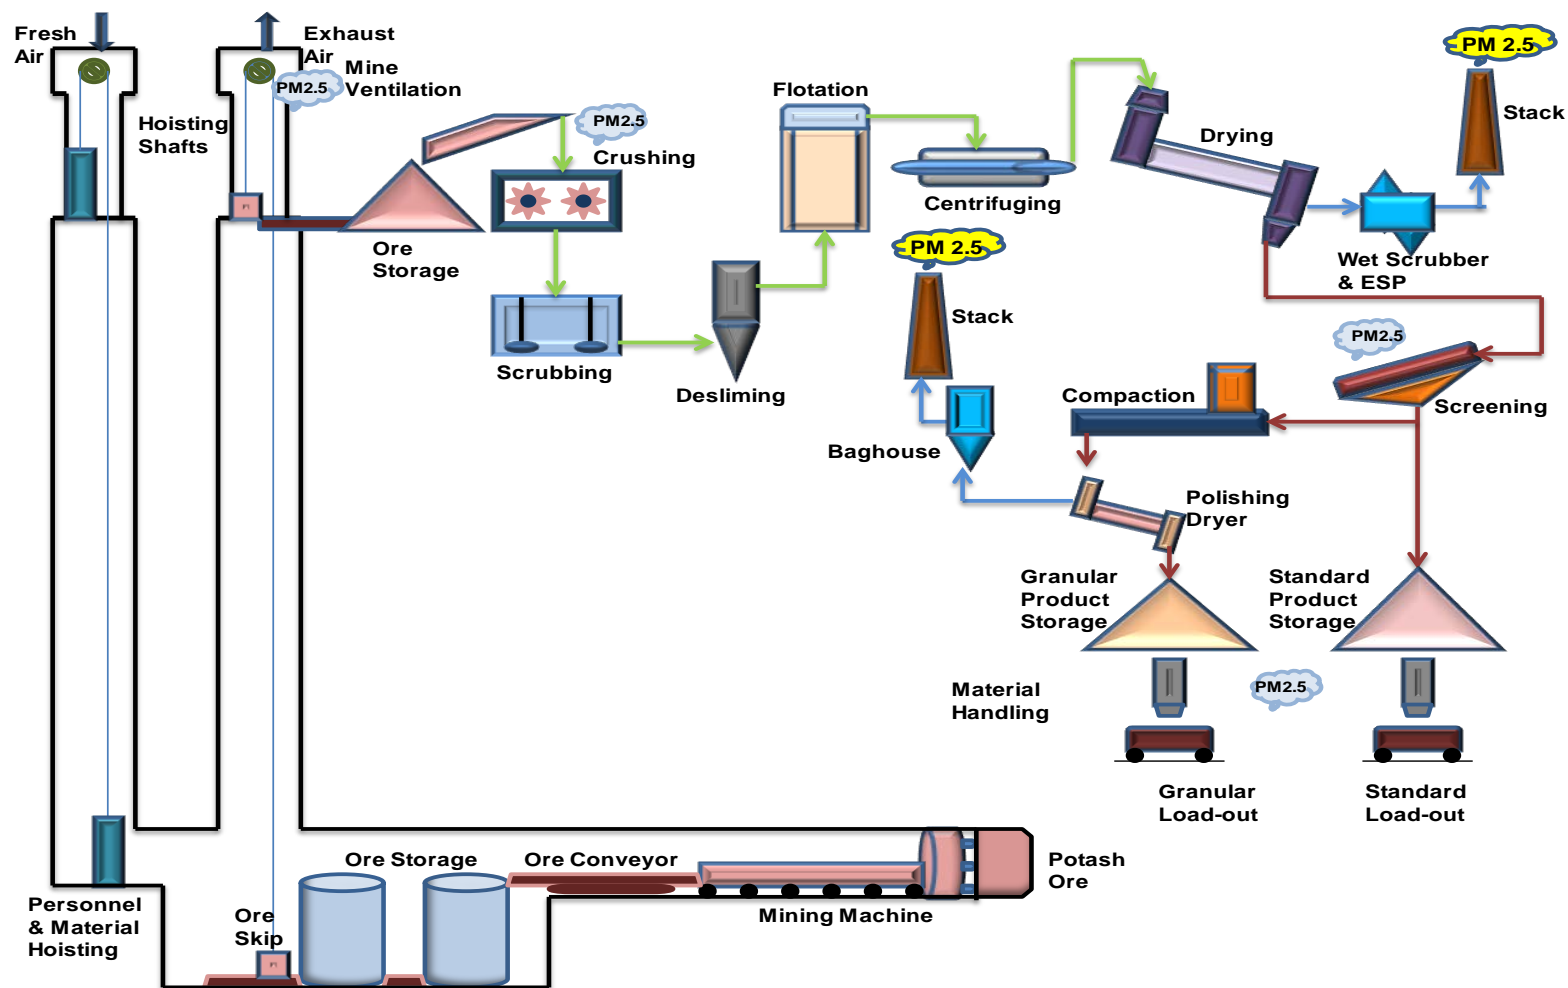 Fresh
Air
Exhaust
Air
Mine
Ventilation
PM2.5
Hoisting
Shafts
Ore
Storage
PM2.5
Crushing
Scrubbing
Desliming
Flotation
Centrifuging
Drying
PM 2.5
Stack
Wet Scrubber
& ESP
PM 2.5
Stack
Baghouse
PM2.5
Screening
Compaction
Polishing
Dryer
Granular
Product
Storage
Standard
Product
Storage
Material
Handling
PM2.5
Granular
Load-out
Standard
Load-out
Personnel
& Material
Hoisting
Ore
Skip
Ore Storage
Ore Conveyor
Mining Machine
Potash
Ore